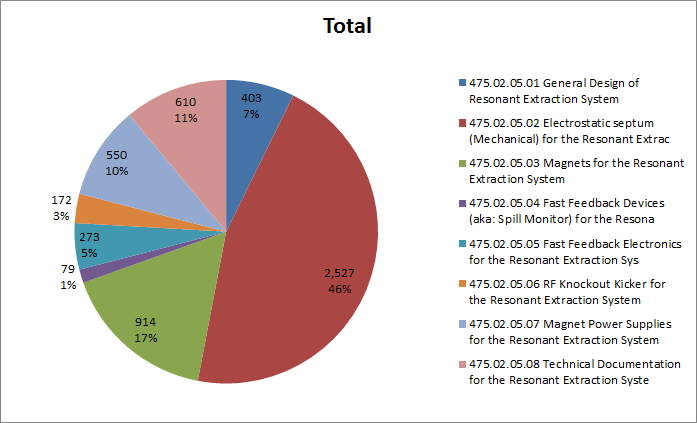 Total
403
7%
2,527
46%
914
17%
79
1%
273
5%
172
3%
550
10%
610
11%
475.02.05.01 General Design of
Resonant Extraction System
475.02.05.02 Electrostatic septum
(Mechanical) for the Resonant Extrac
475.02.05.03 Magnets for the Resonant
Extraction System
475.02.05.04 Fast Feedback Devices
(aka: Spill Monitor) for the Resona
475.02.05.05 Fast Feedback Electronics
for the Resonant Extraction Sys
475.02.05.06 RF Knockout Kicker for
the Resonant Extraction System
475.02.05.07 Magnet Power Supplies
for the Resonant Extraction System
475.02.05.08 Technical Documentation
for the Resonant Extraction Syste